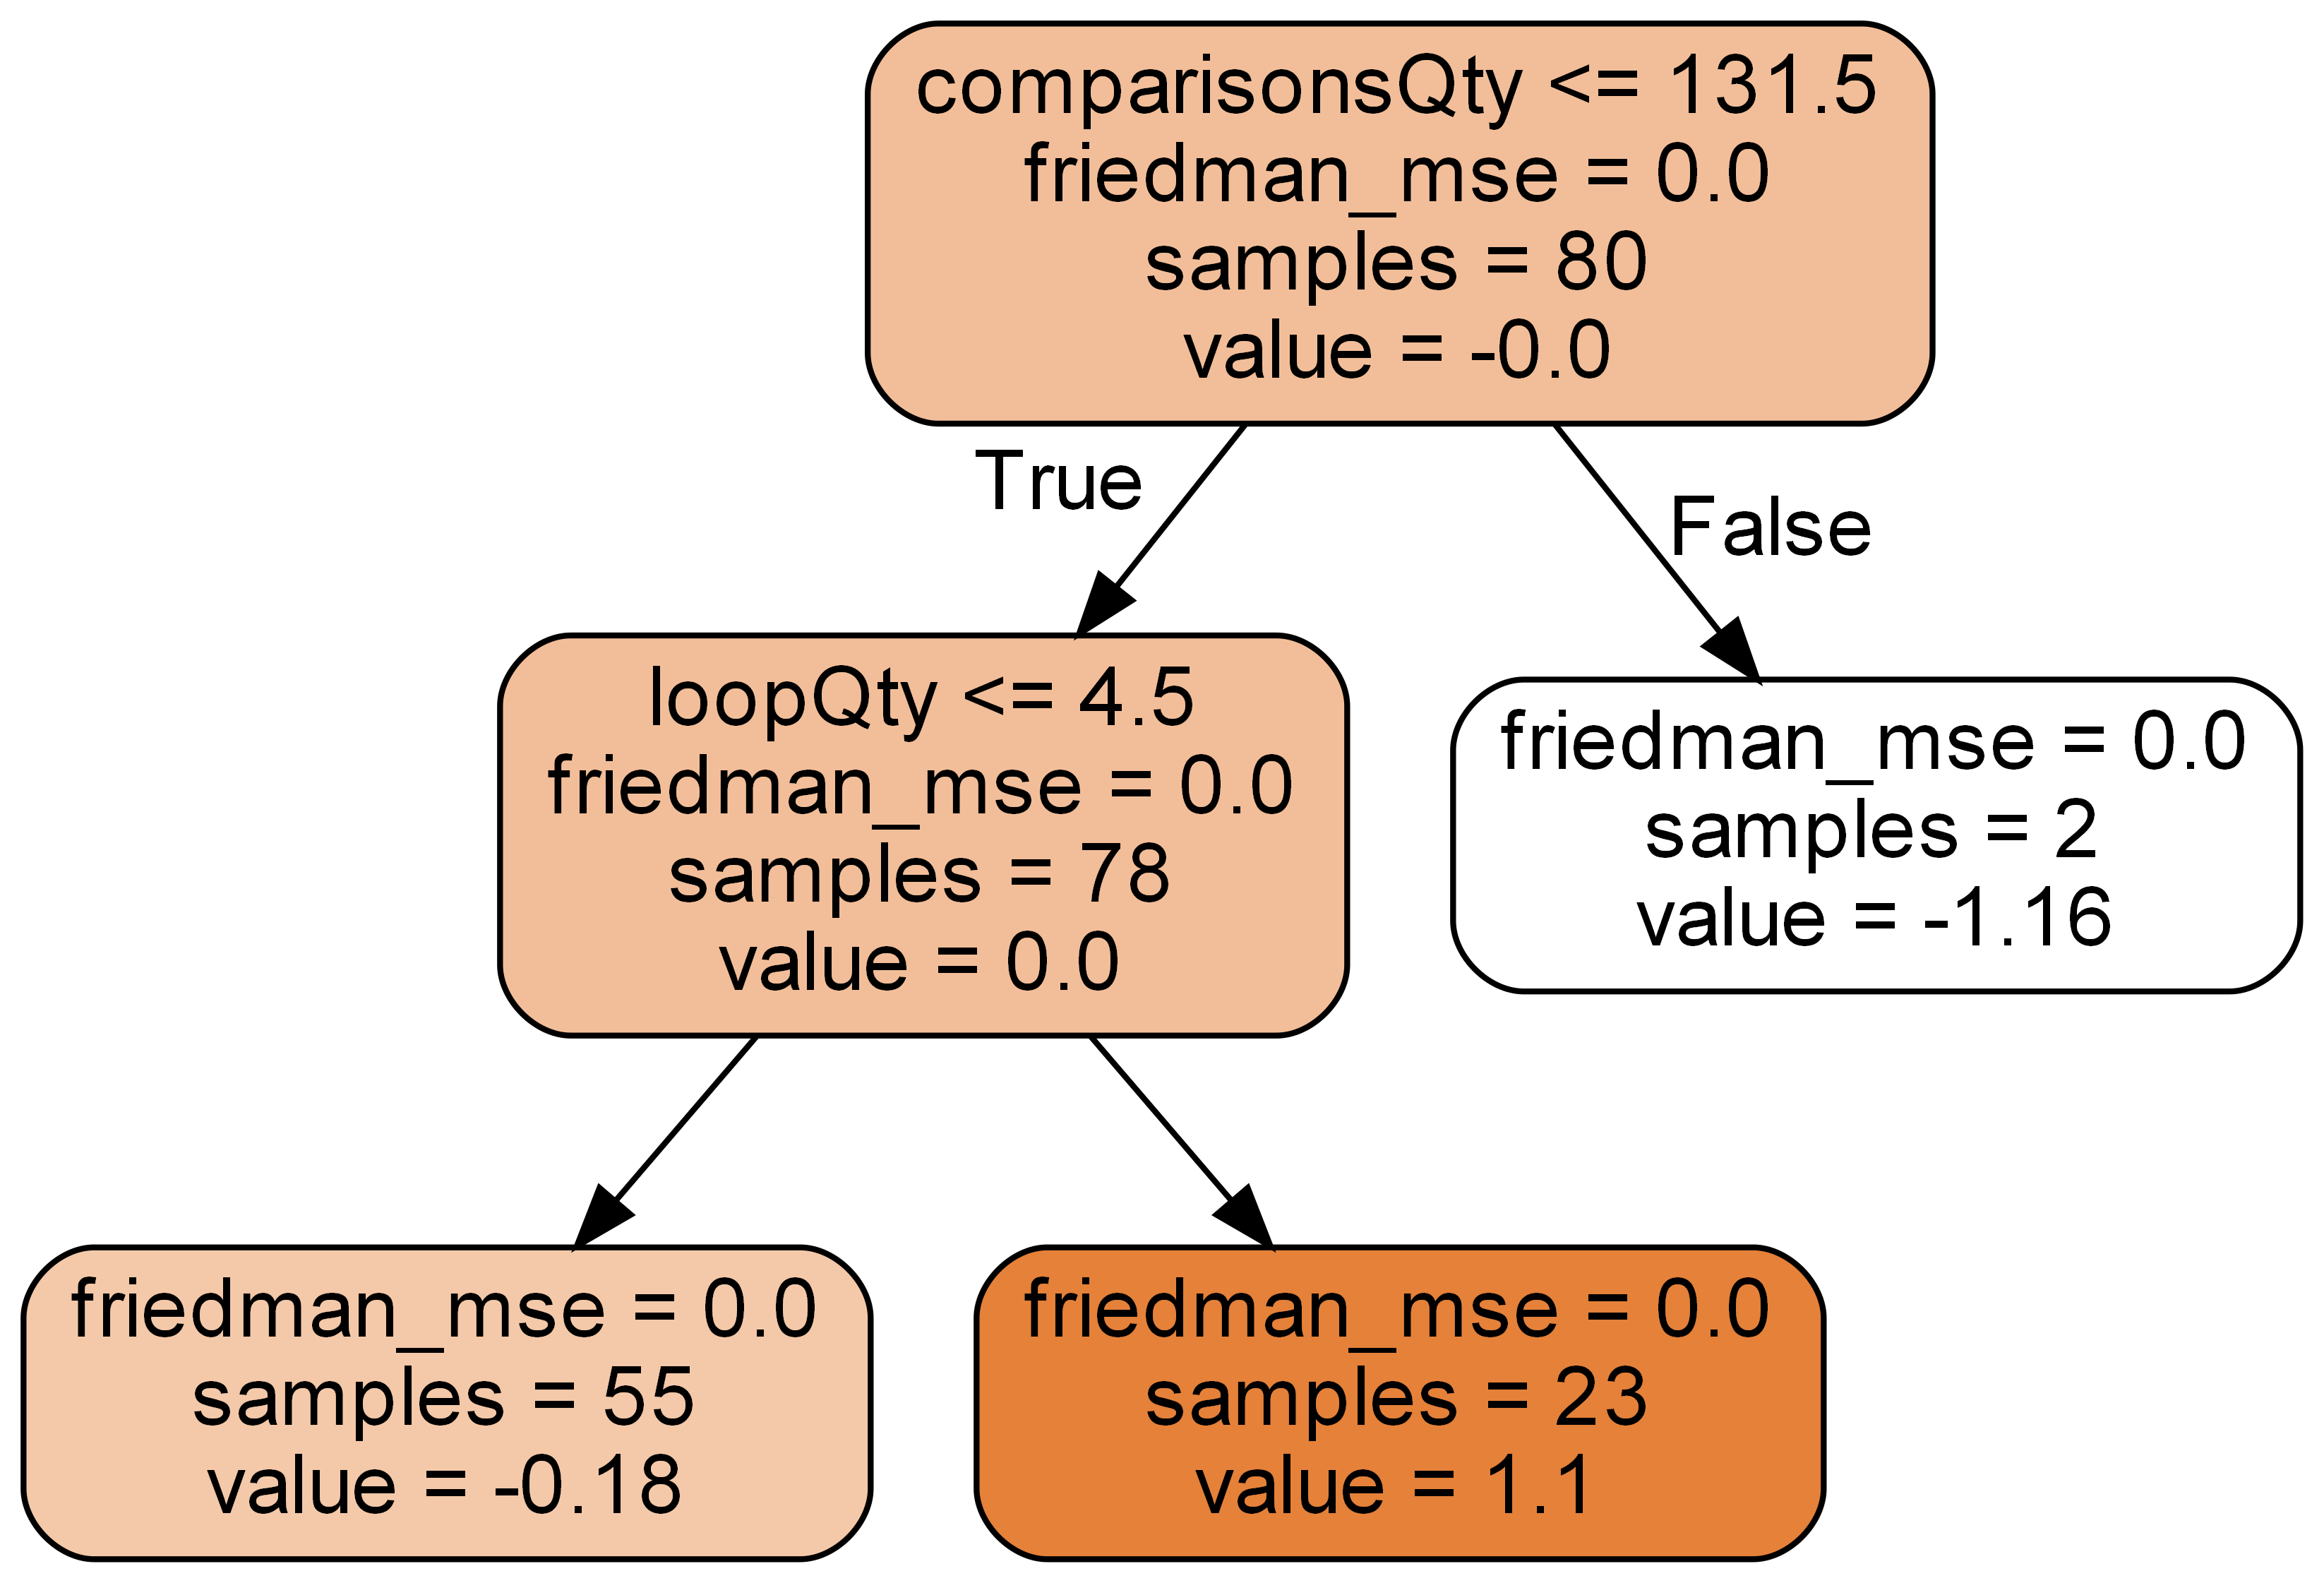 comparisonsQty <= 131.5
friedman_mse = 0.0
samples = 80
value = -0.0
True
False
loopQty <= 4.5
friedman_mse = 0.0
samples = 78
value = 0.0
friedman_mse = 0.0
samples = 2
value = -1.16
friedman_mse = 0.0
samples = 55
value = -0.18
friedman_mse = 0.0
samples = 23
value = 1.1